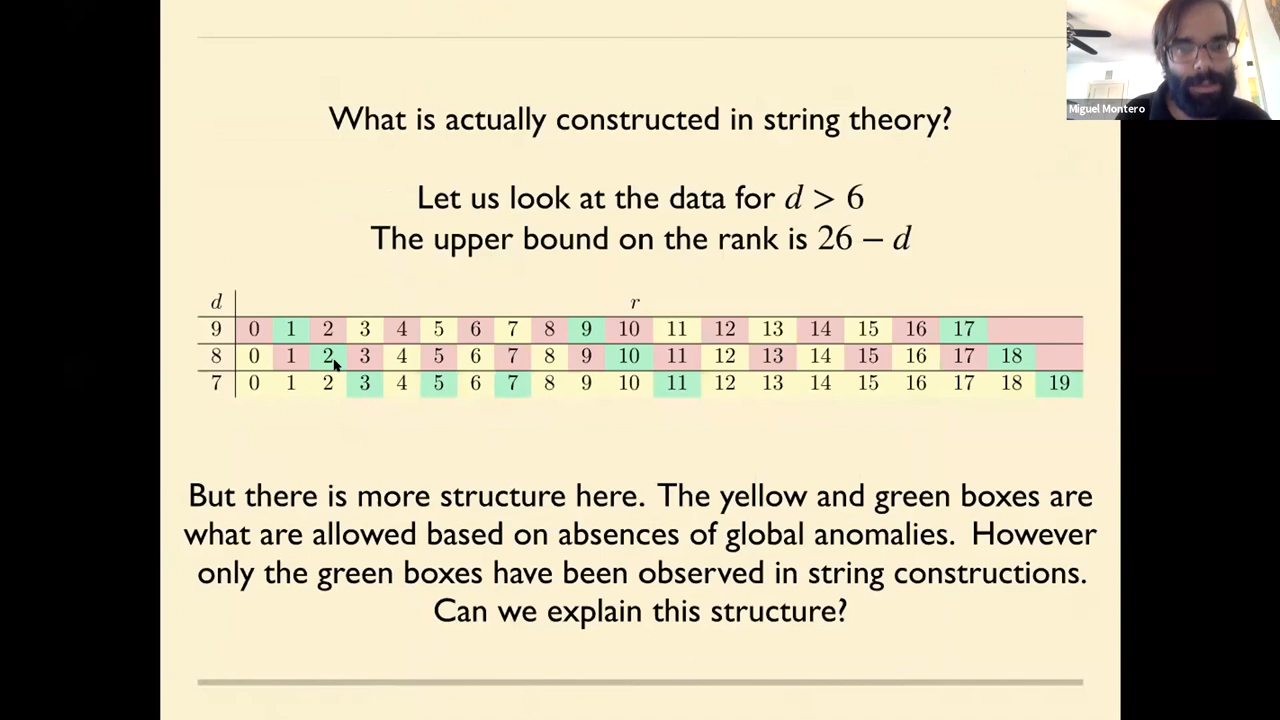 Miguel Montero
What is actually constructed in string theory?
Let us look at the data for d > 6
The upper bound on the rank is 26 − d
d r
9 0 1 2 3 4 5 6 7 8 9 10 11 12 13 14 15 16 17
8 0 1 2 3 4 5 6 7 8 9 10 11 12 13 14 15 16 17 18
7 0 1 2 3 4 5 6 7 8 9 10 11 12 13 14 15 16 17 18 19
But there is more structure here. The yellow and green boxes are
what are allowed based on absences of global anomalies. However
only the green boxes have been observed in string constructions.
Can we explain this structure?